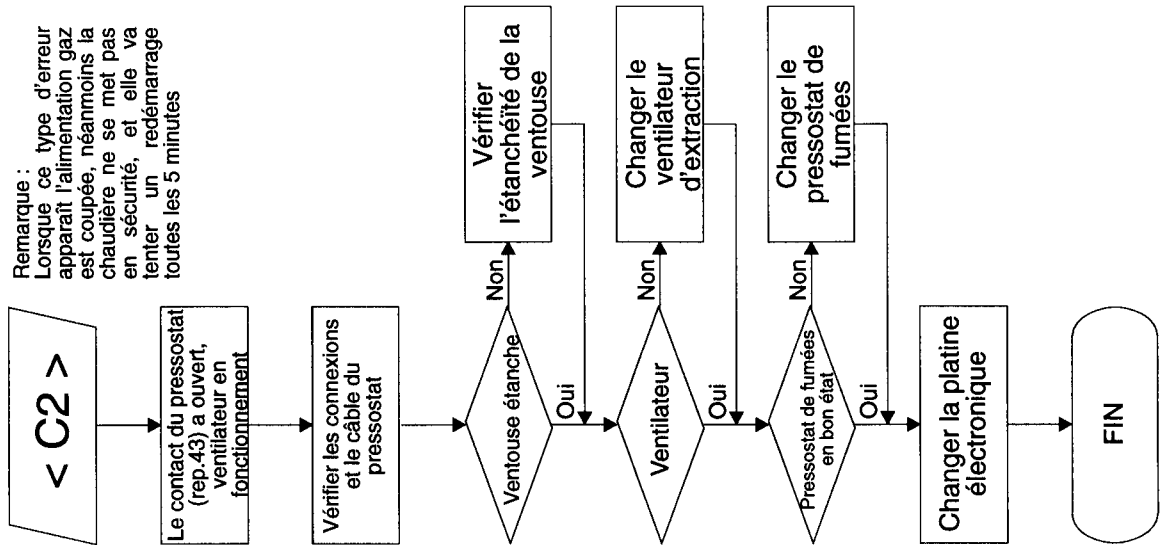 < C2 >
Remarque :
Lorsque ce type d'erreur
apparaît l'alimentation gaz
est coupée, néanmoins la
chaudière ne se met pas
en sécurité, et elle va
tenter un redémarrage
toutes les 5 minutes
Le contact du pressostat
(rep.43) a ouvert,
ventilateur en
fonctionnement
Vérifier les connexions
et le câble du
pressostat
Ventouse étanche
Non
Vérifier
l'étanchéïté de la
ventouse
Oui
Ventilateur
Non
Changer le
ventilateur
d'extraction
Oui
Pressostat de fumées
en bon état
Non
Changer le
pressostat de
fumées
Oui
Changer la platine
électronique
FIN